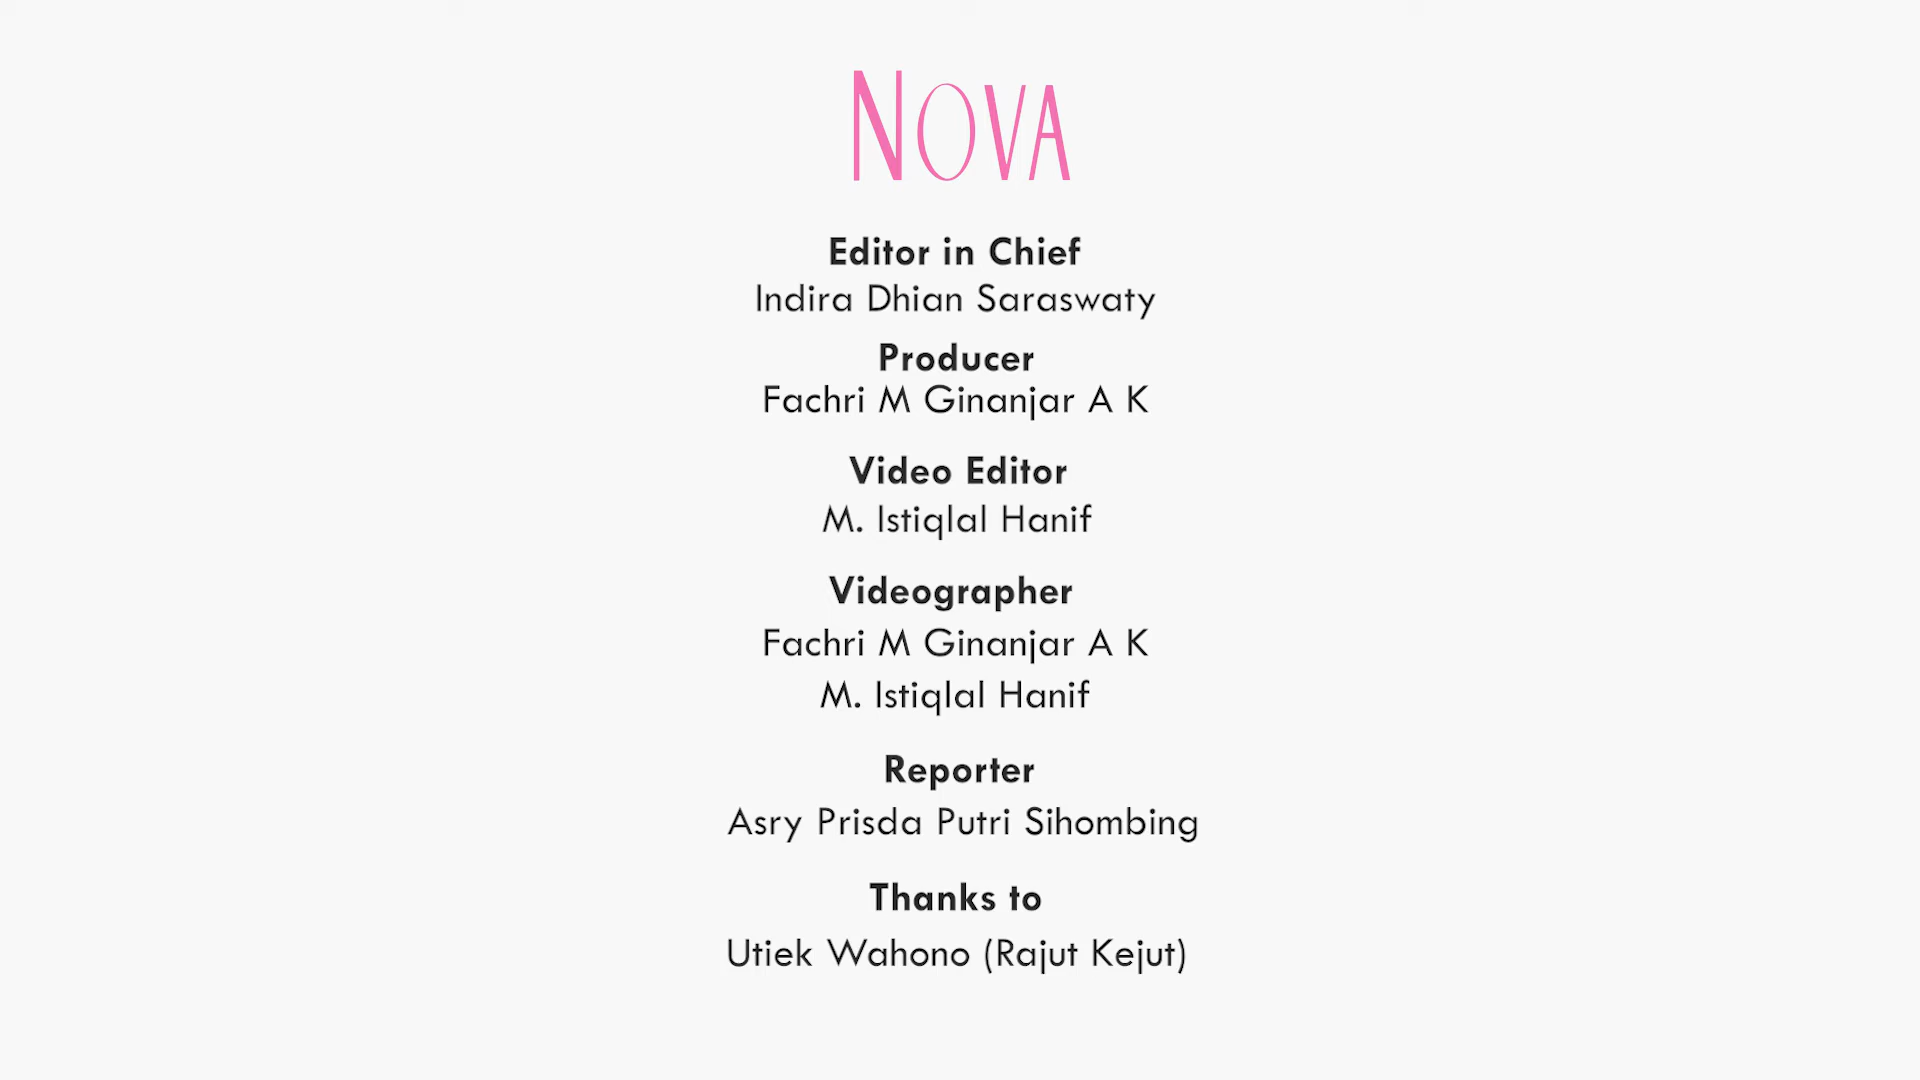 NOVA
Editor in Chief
Indira Dhian Saraswaty
Producer
Fachri M Ginanjar A K
Video Editor
M. Istiqlal Hanif
Videographer
Fachri M Ginanjar A K
M. Istiqlal Hanif
Reporter
Asry Prisda Putri Sihombing
Thanks to
Utiek Wahono (Rajut Kejut)